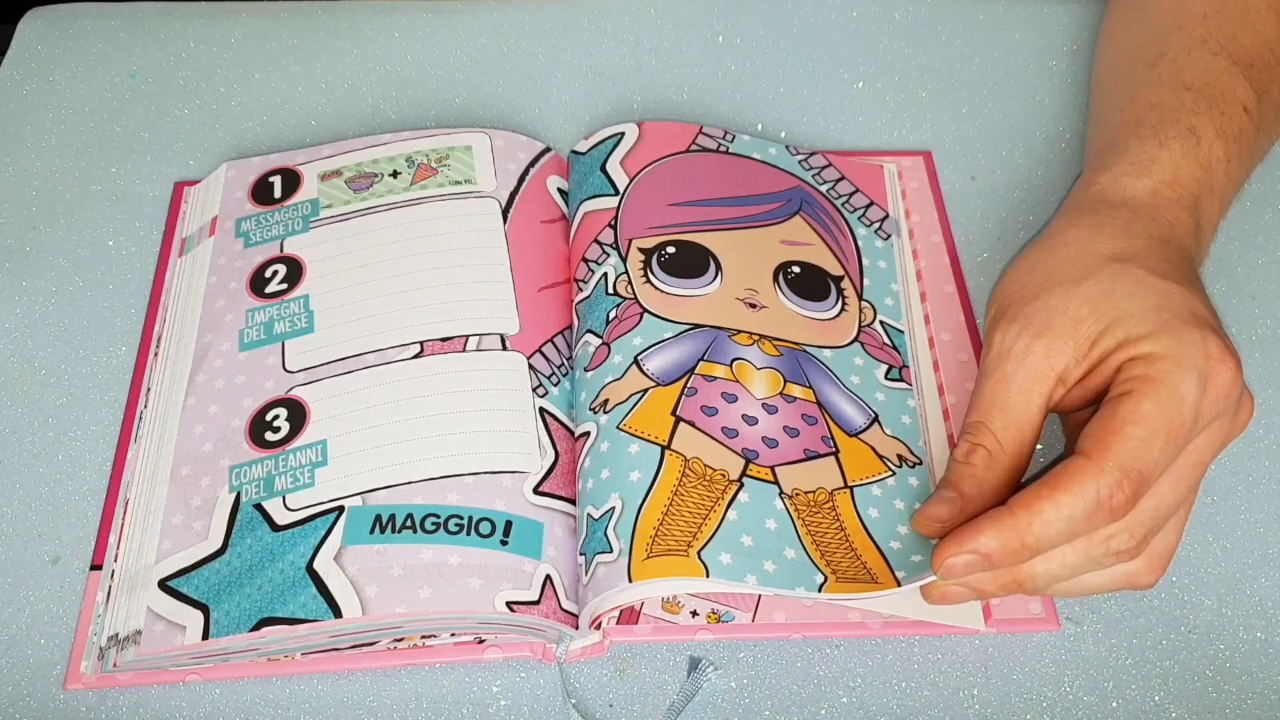 1
MESSAGGIO
SEGRETO
+
2
IMPEGNI
DEL MESE
3
COMPLEANNI
DEL MESE
MAGGIO!
+